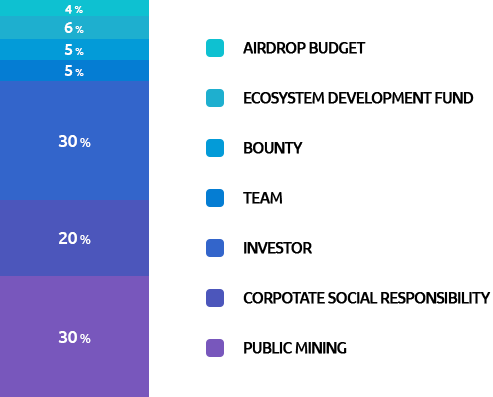 4 %
6 %
5 %
5 %
30 %
20 %
30 %
AIRDROP BUDGET
ECOSYSTEM DEVELOPMENT FUND
BOUNTY
TEAM
INVESTOR
CORPOTATE SOCIAL RESPONSIBILITY
PUBLIC MINING